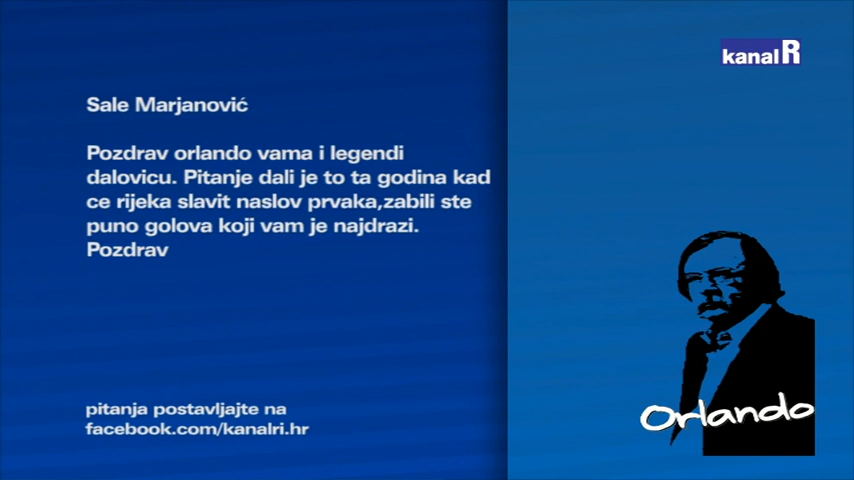 kanal R
Sale Marjanović
Pozdrav orlando vama i legendi
dalovicu. Pitanje dali je to ta godina kad
ce rijeka slavit naslov prvaka,zabili ste
puno golova koji vam je najdrazi.
Pozdrav
pitanja postavljajte na
facebook.com/kanalri.hr
Orlando